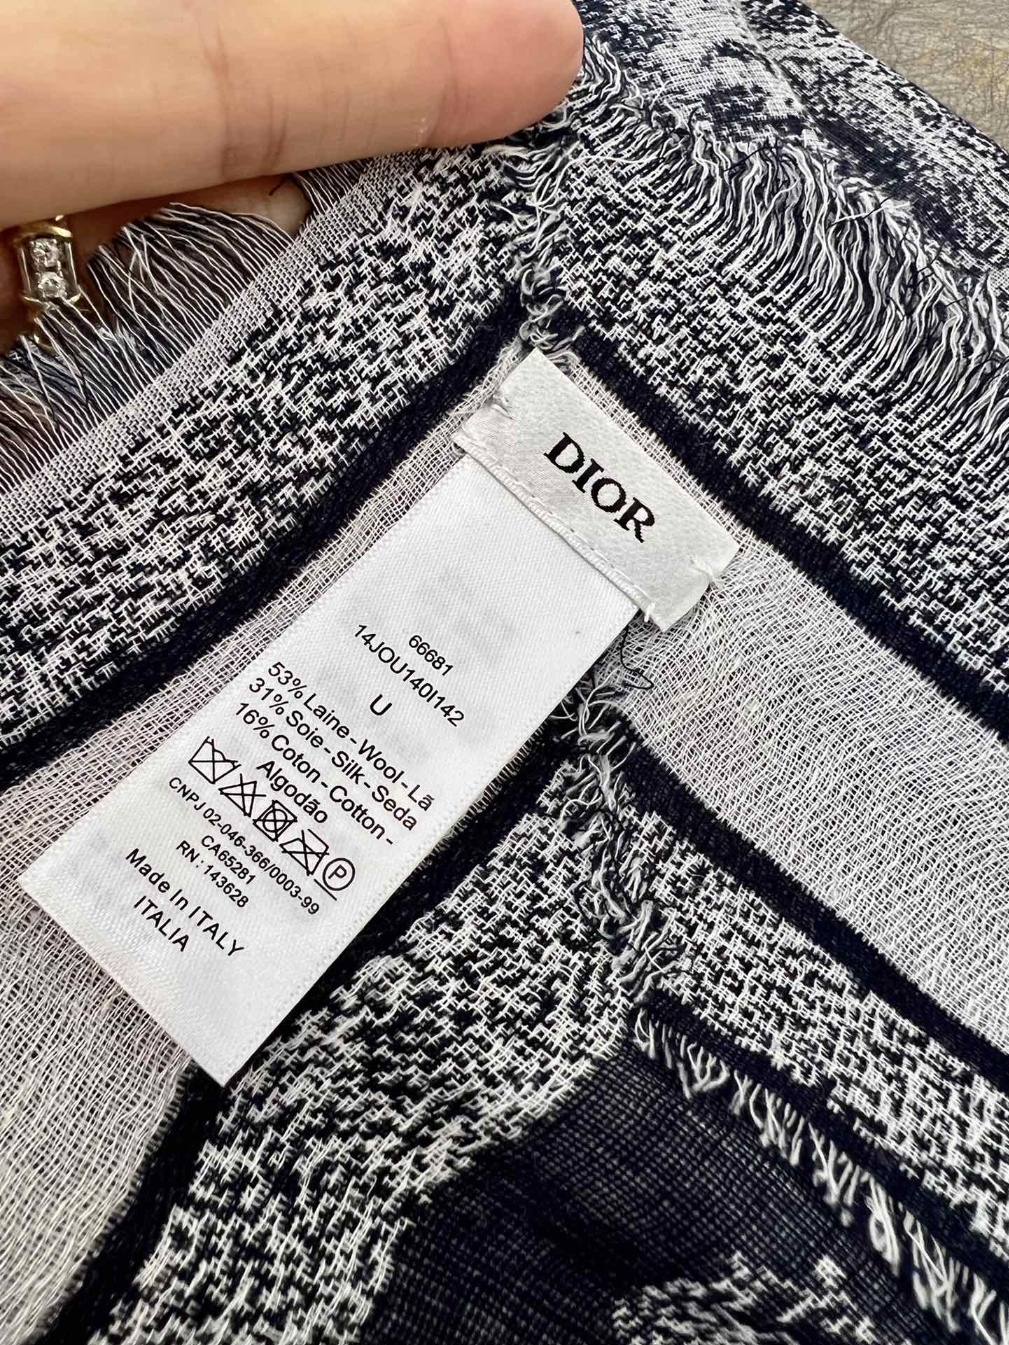 DIOR
66681
14JOU140I142
U
53% Laine - Wool - Lã
31% Soie - Silk - Seda
16% Coton - Cotton -
Algodão
P
CNPJ 02-046-366/0003-99
CA65281
RN : 143628
Made In ITALY
ITALIA